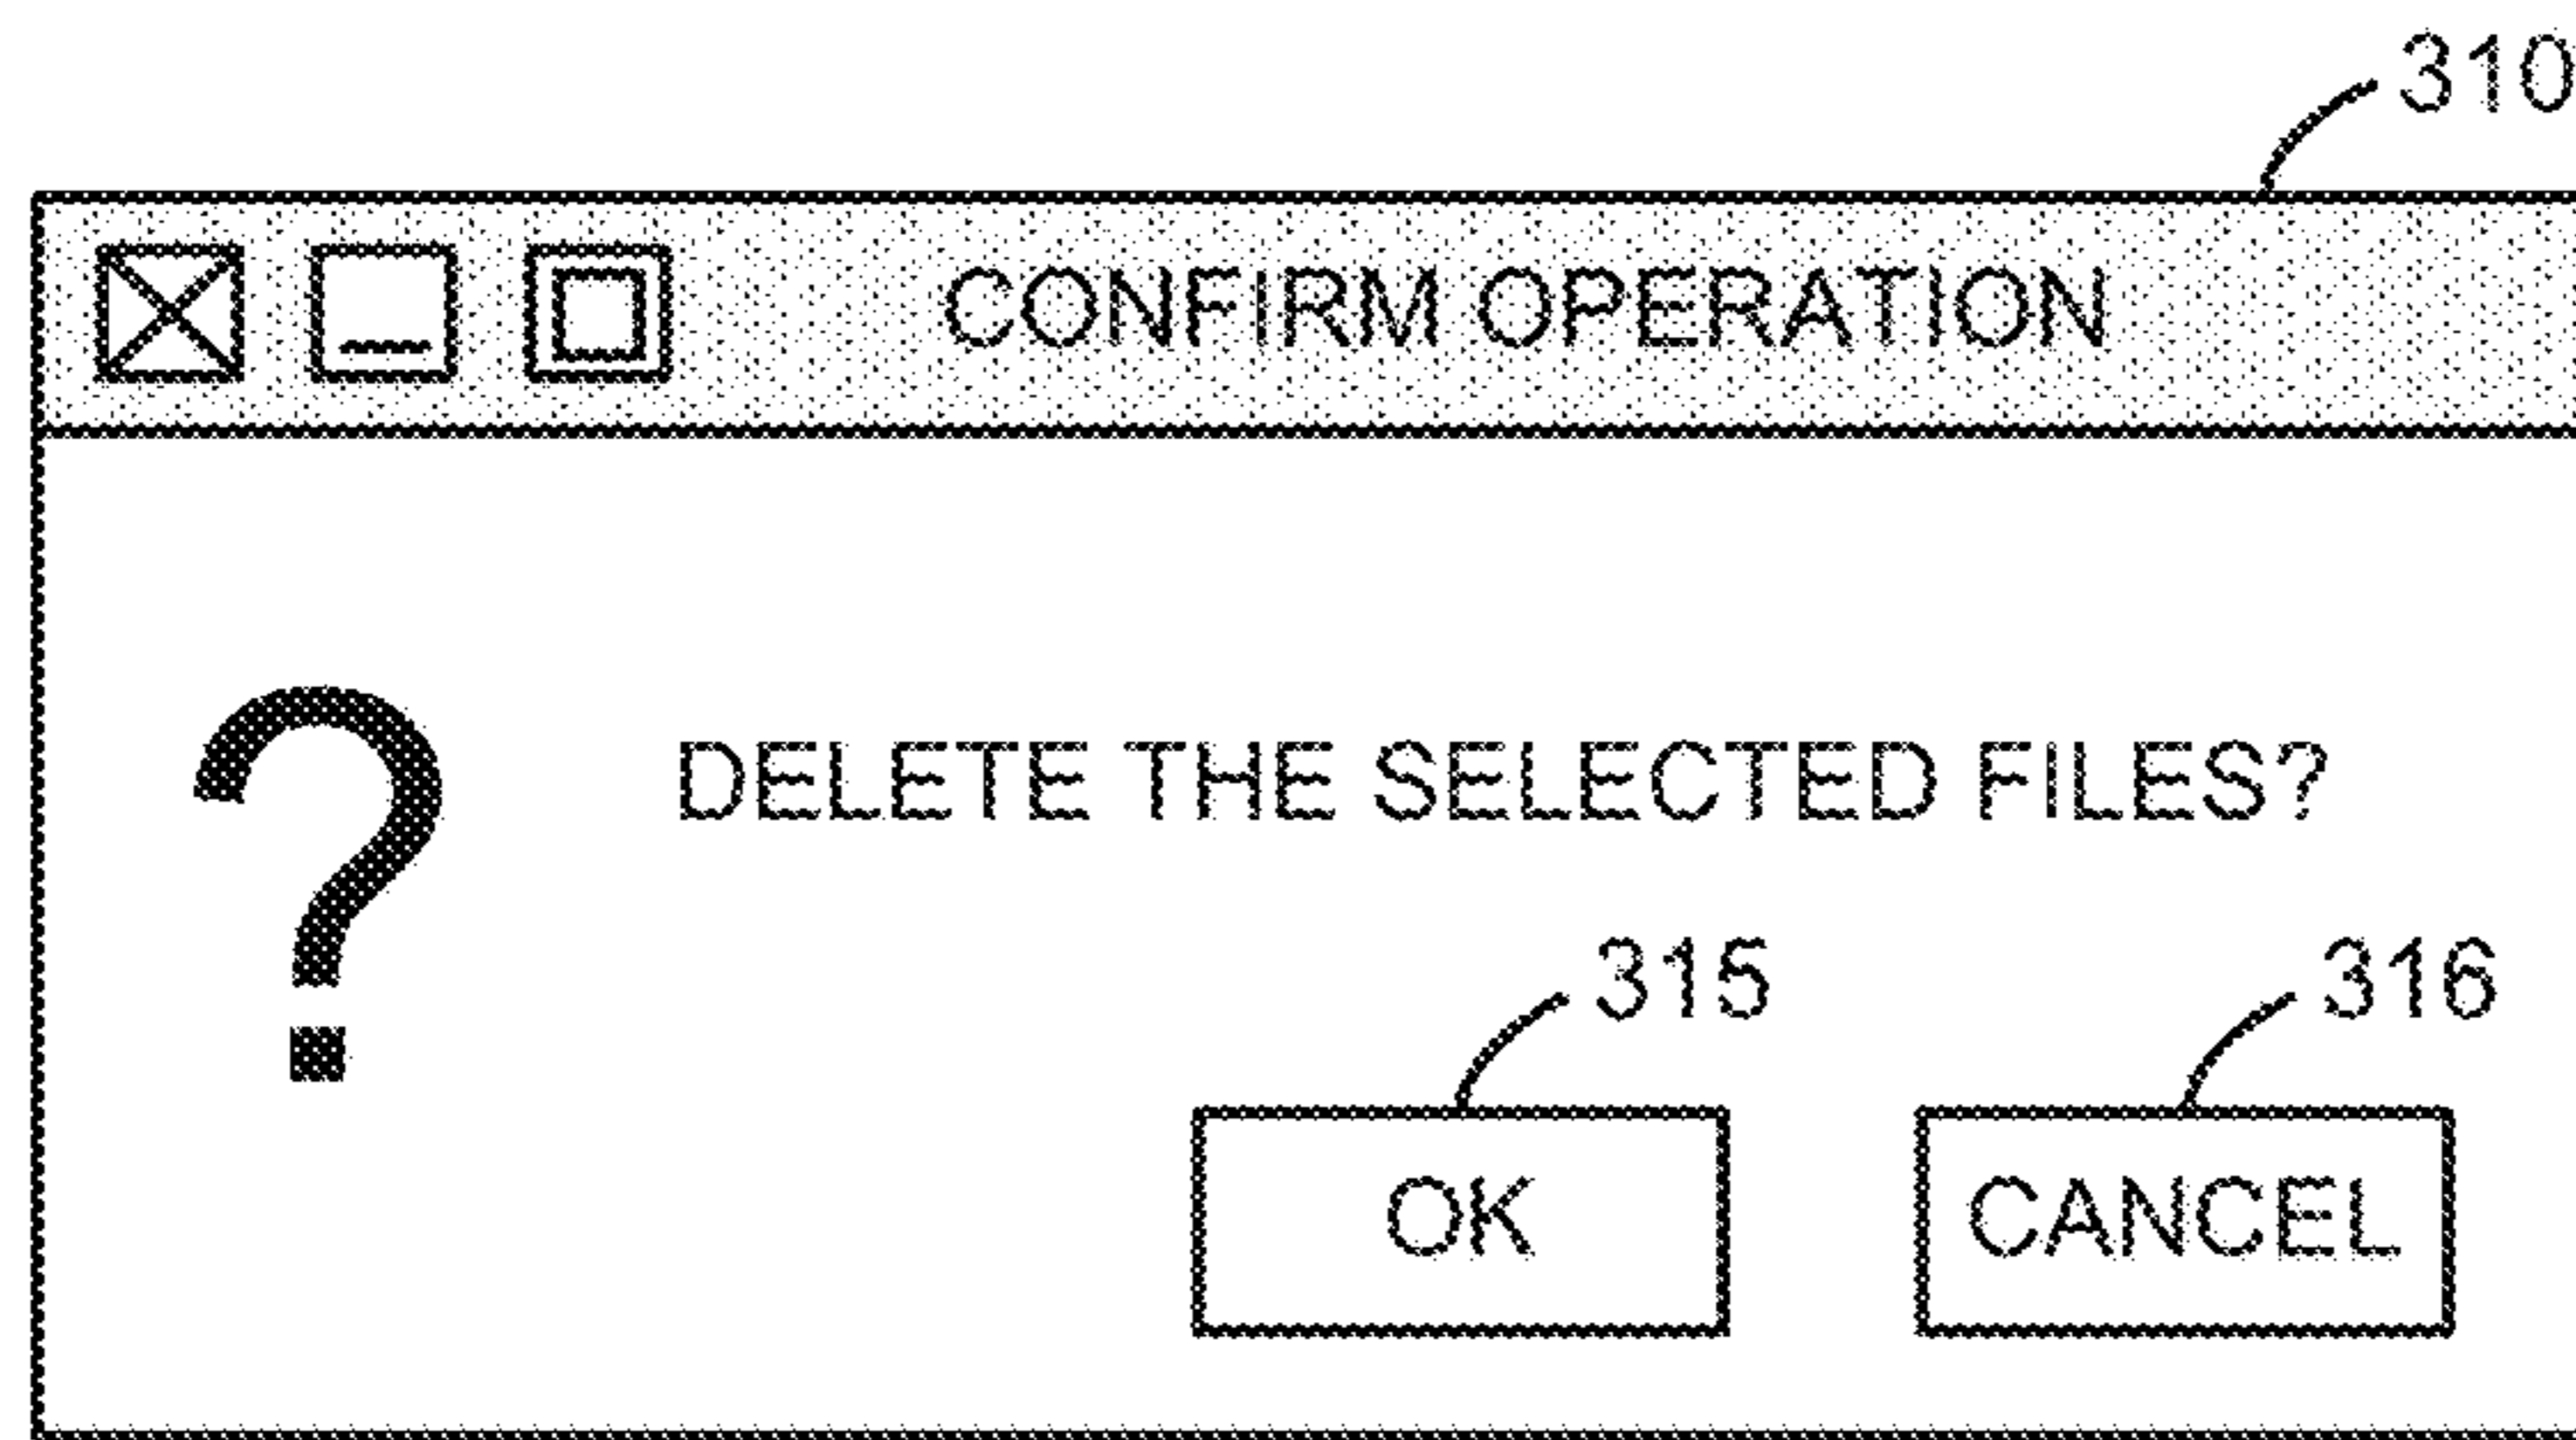 310
CONFIRM OPERATION
? DELETE THE SELECTED FILES?
315 316
OK CANCEL